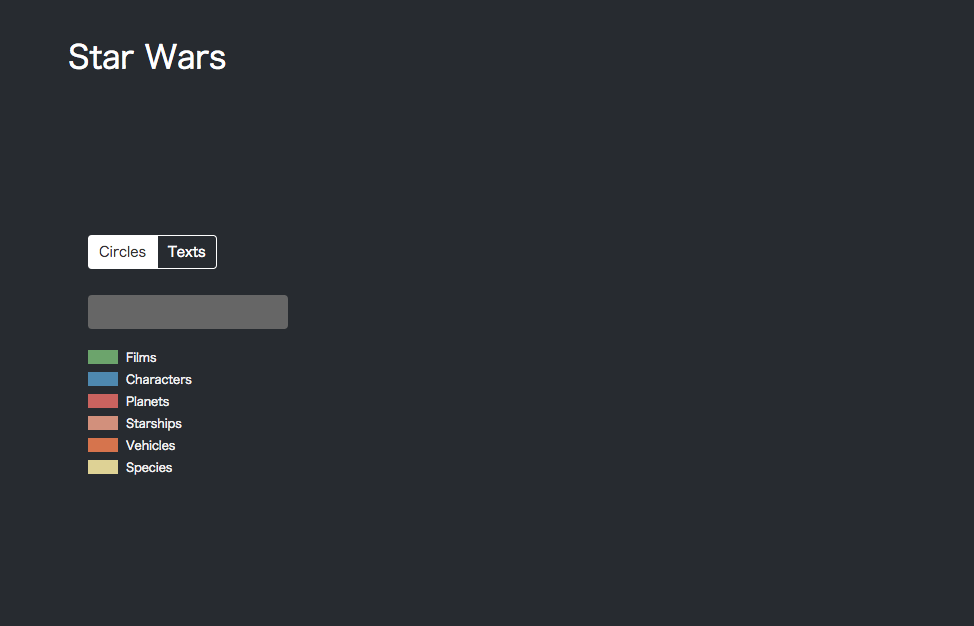 Star Wars
Circles Texts
Films
Characters
Planets
Starships
Vehicles
Species